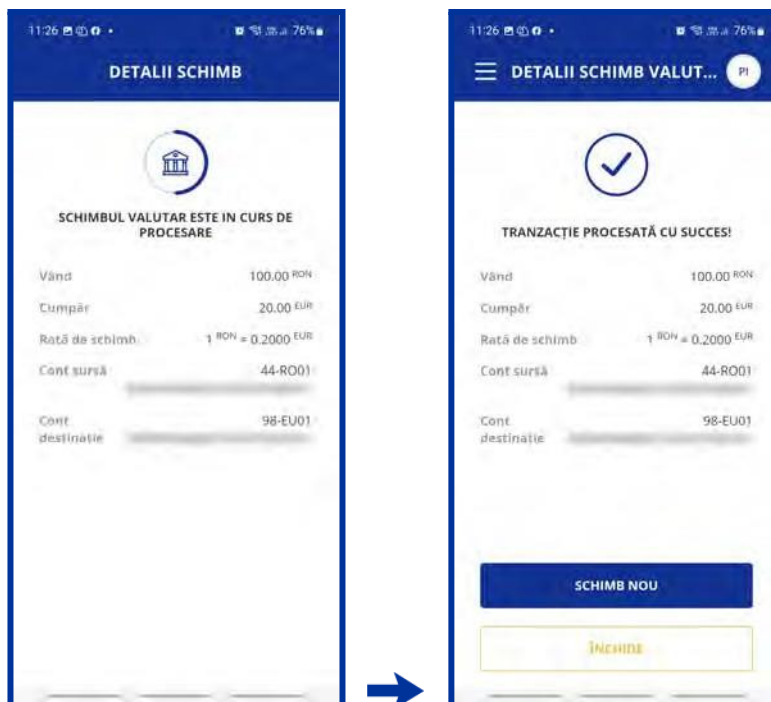 11:26
76%
DETALII SCHIMB
SCHIMBUL VALUTAR ESTE IN CURS DE
PROCESARE
Vând 100.00 RON
Cumpăr 20.00 EUR
Rată de schimb 1 RON = 0.2000 EUR
Cont sursă 44-RO01
Cont 98-EU01
destinație
11:26
76%
DETALII SCHIMB VALUT... PI
TRANZACȚIE PROCESATĂ CU SUCCES!
Vând 100.00 RON
Cumpăr 20.00 EUR
Rată de schimb 1 RON = 0.2000 EUR
Cont sursă 44-RO01
Cont 98-EU01
destinație
SCHIMB NOU
ÎNCHIDE